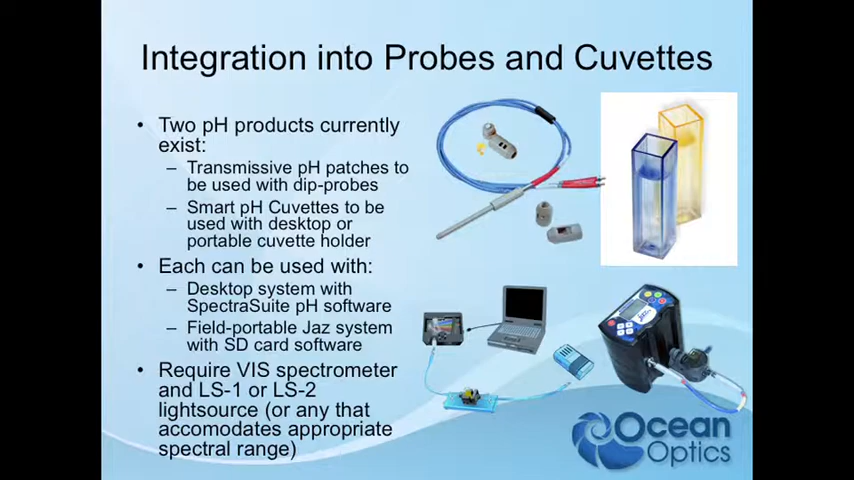 Integration into Probes and Cuvettes
• Two pH products currently
exist:
– Transmissive pH patches to
be used with dip-probes
– Smart pH Cuvettes to be
used with desktop or
portable cuvette holder
• Each can be used with:
– Desktop system with
SpectraSuite pH software
– Field-portable Jaz system
with SD card software
• Require VIS spectrometer
and LS-1 or LS-2
lightsource (or any that
accomodates appropriate
spectral range)
Ocean
Optics